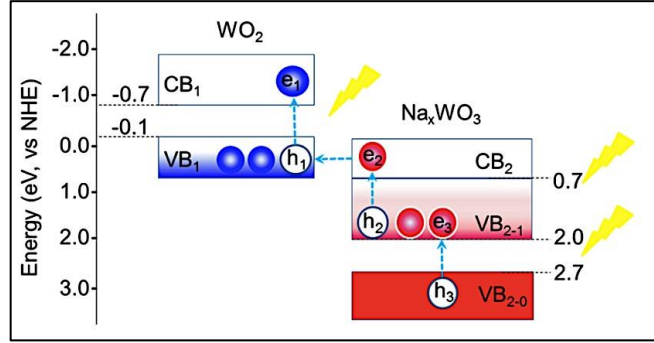 WO₂
-2.0
CB₁
e₁
-1.0
-0.7
NaₓWO₃
-0.1
0.0
VB₁
h₁
e₂
CB₂
0.7
1.0
h₂
e₃
VB₂₋₁
2.0
2.0
2.7
3.0
h₃
VB₂₋₀
Energy (eV, vs NHE)